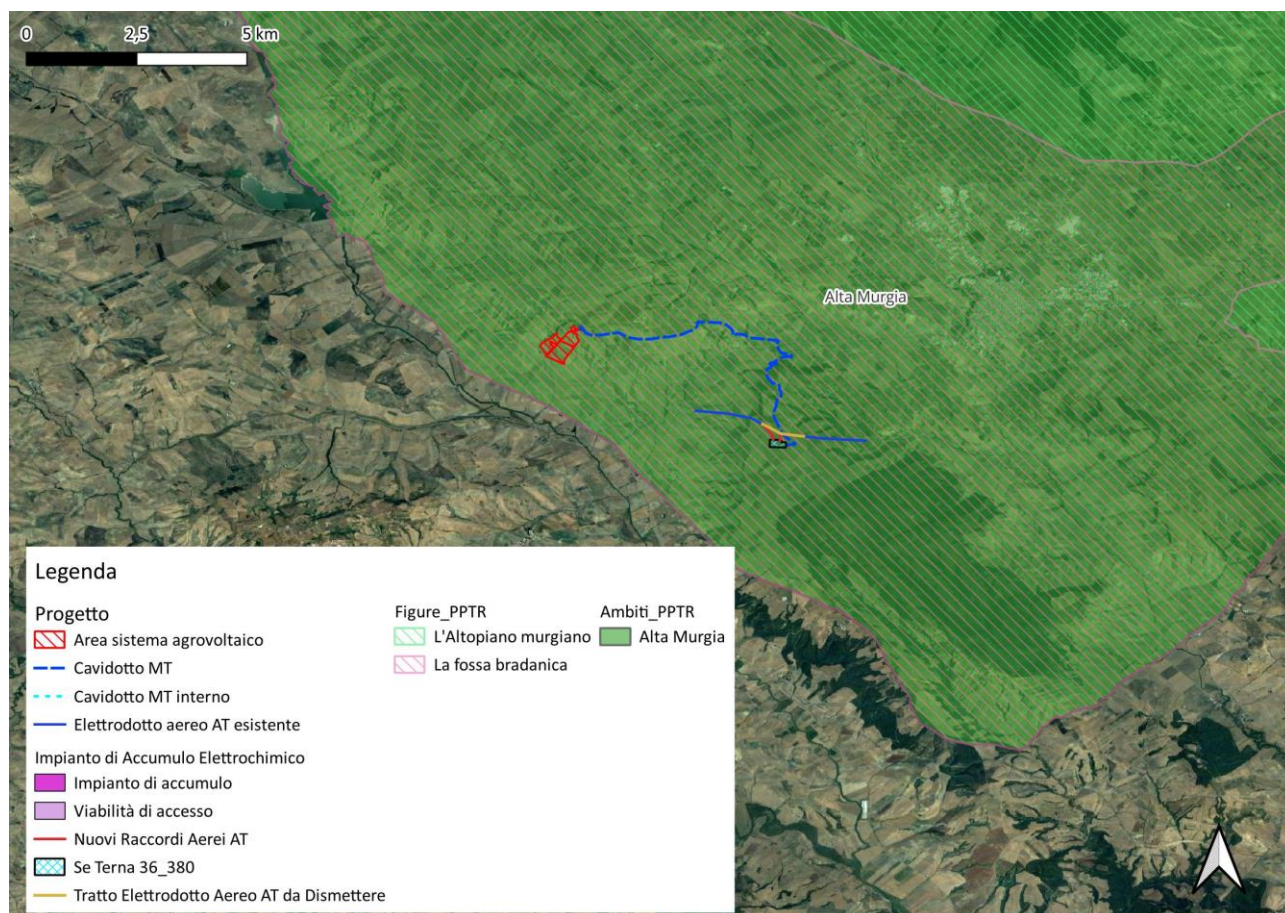 0 2,5 5 km
Alta Murgia
Legenda
Progetto
Area sistema agrovoltaico
Cavidotto MT
Cavidotto MT interno
Elettrodotto aereo AT esistente
Impianto di Accumulo Elettrochimico
Impianto di accumulo
Viabilità di accesso
Nuovi Raccordi Aerei AT
Se Terna 36_380
Tratto Elettrodotto Aereo AT da Dismettere
Figure_PPTR
L'Altopiano murgiano
La fossa bradanica
Ambiti_PPTR
Alta Murgia